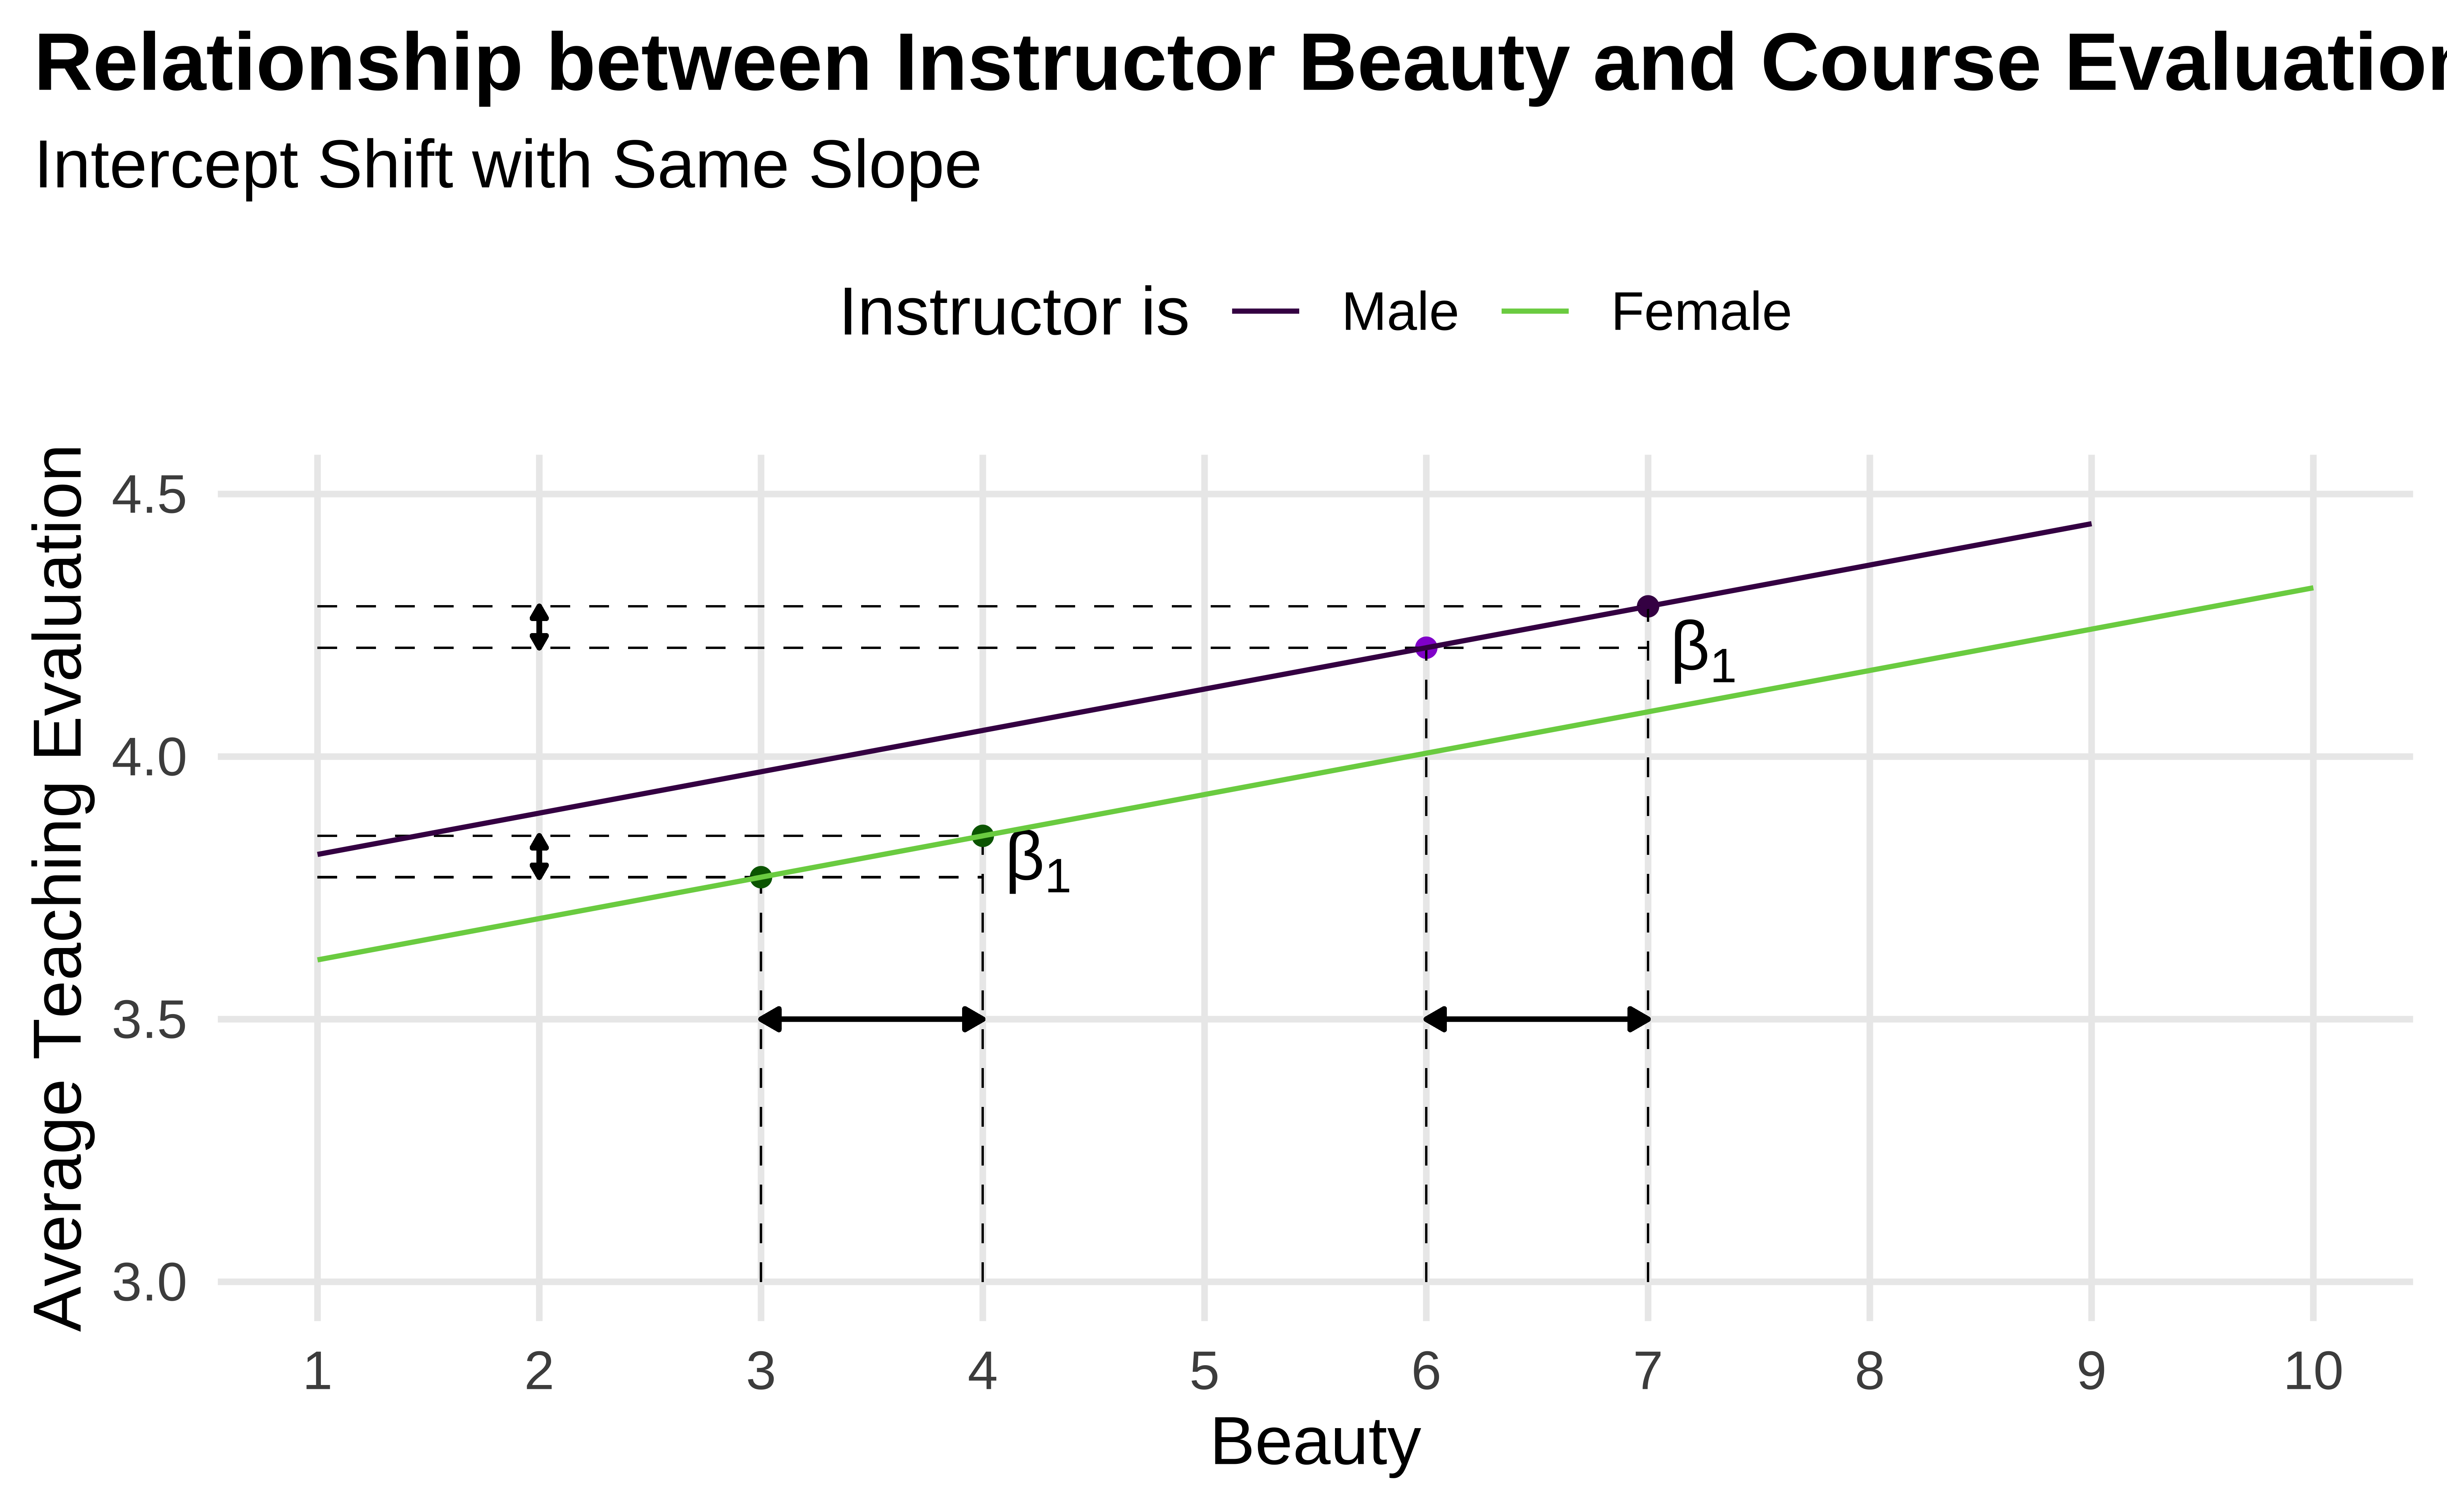 Relationship between Instructor Beauty and Course Evaluation
Intercept Shift with Same Slope
Instructor is Male Female
Average Teaching Evaluation
4.5
4.0
3.5
3.0
β₁
β₁
1 2 3 4 5 6 7 8 9 10
Beauty